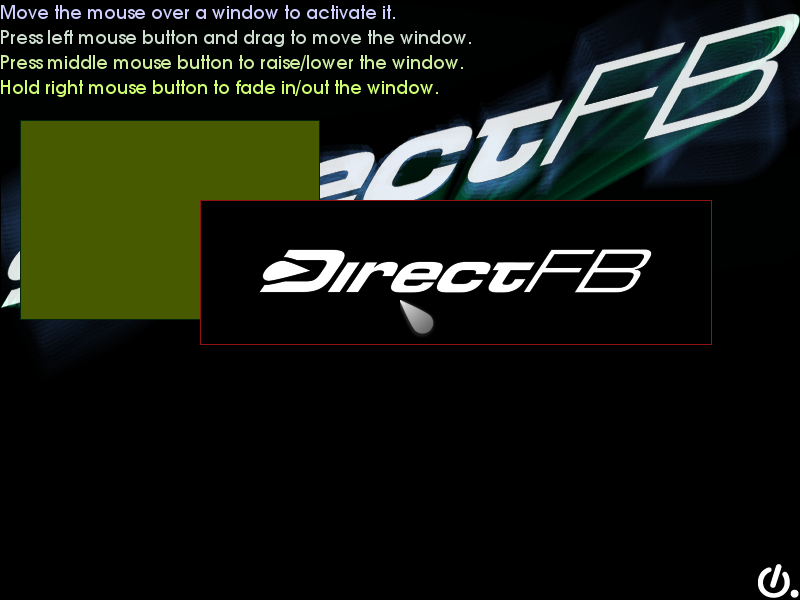 Move the mouse over a window to activate it.
Press left mouse button and drag to move the window.
Press middle mouse button to raise/lower the window.
Hold right mouse button to fade in/out the window.
ectFB
DirectFB